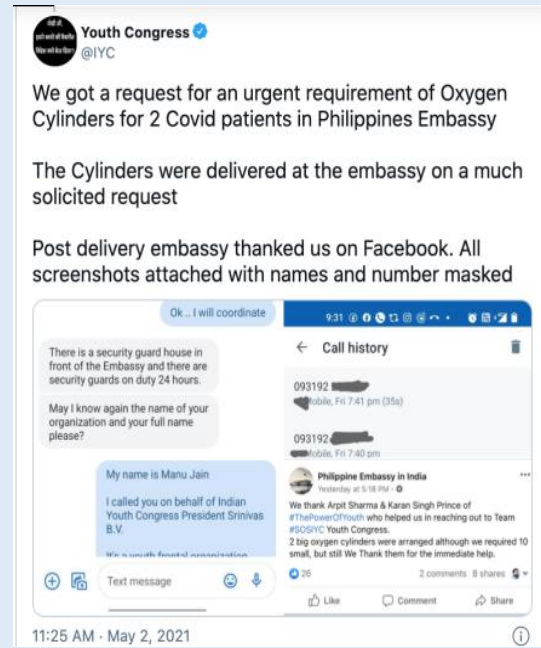 Youth Congress
@IYC
We got a request for an urgent requirement of Oxygen
Cylinders for 2 Covid patients in Philippines Embassy
The Cylinders were delivered at the embassy on a much
solicited request
Post delivery embassy thanked us on Facebook. All
screenshots attached with names and number masked
Ok .. I will coordinate
There is a security guard house in
front of the Embassy and there are
security guards on duty 24 hours.
May I know again the name of your
organization and your full name
please?
My name is Manu Jain
I called you on behalf of Indian
Youth Congress President Srinivas
B.V.
It's a youth frontal organization
Text message
9:31
Call history
093192
Mobile, Fri 7:41 pm (35s)
093192
Mobile, Fri 7:40 pm
Philippine Embassy in India
Yesterday at 5:18 PM ·
We thank Arpit Sharma & Karan Singh Prince of
#ThePowerOfYouth who helped us in reaching out to Team
#SOSIYC Youth Congress.
2 big oxygen cylinders were arranged although we required 10
small, but still We Thank them for the immediate help.
26
2 comments 8 shares
Like
Comment
Share
11:25 AM · May 2, 2021